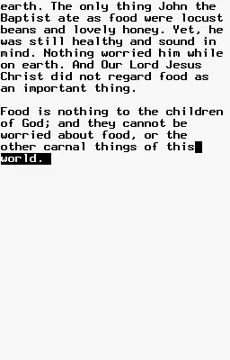 earth. The only thing John the
Baptist ate as food were locust
beans and lovely honey. Yet, he
was still healthy and sound in
mind. Nothing worried him while
on earth. And Our Lord Jesus
Christ did not regard food as
an important thing.
Food is nothing to the children
of God; and they cannot be
worried about food, or the
other carnal things of this
world.